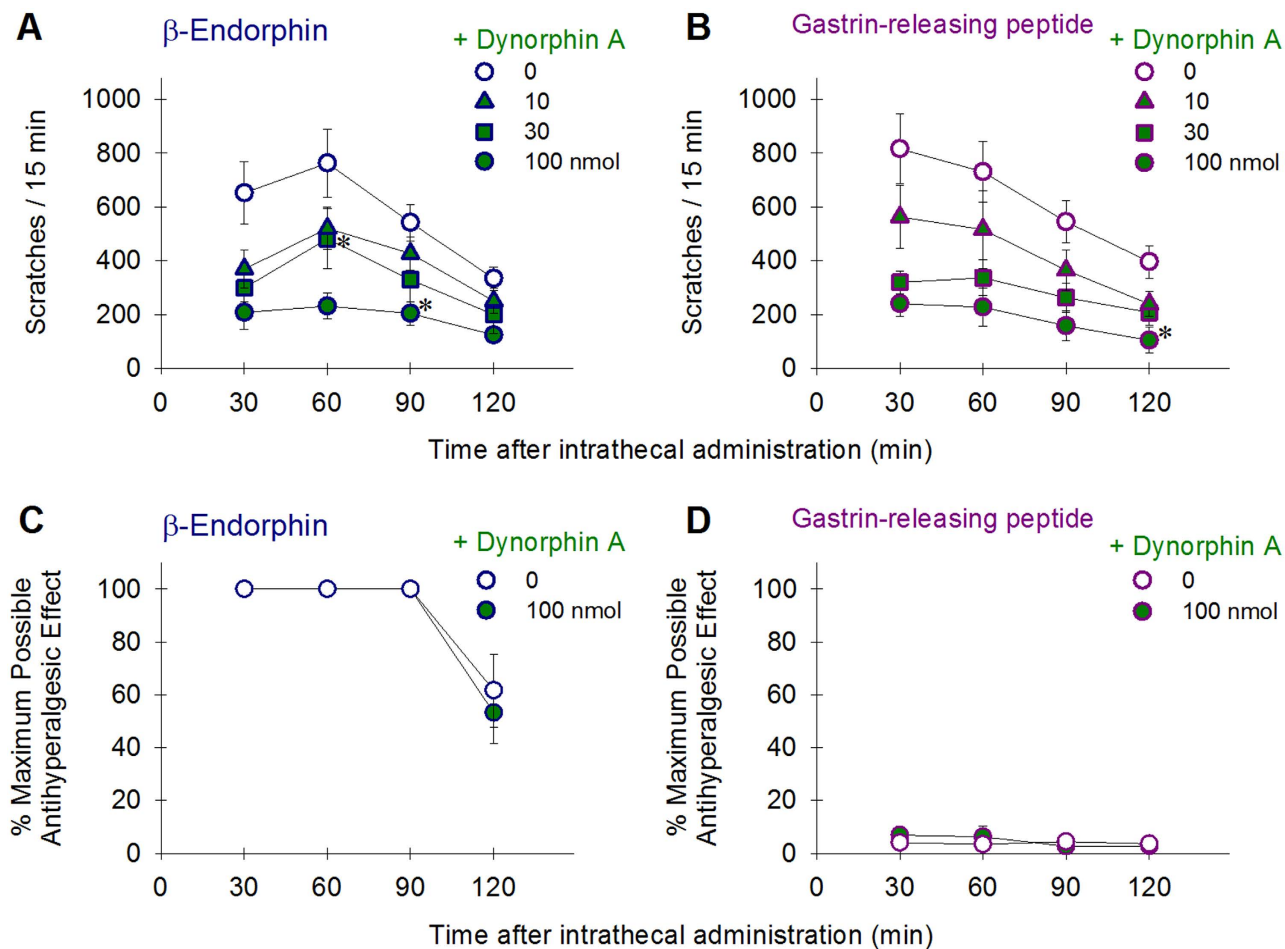 A
β-Endorphin
+ Dynorphin A
0
10
30
100 nmol
Scratches / 15 min
1000
800
600
400
200
0
*
*
0 30 60 90 120
B
Gastrin-releasing peptide
+ Dynorphin A
0
10
30
100 nmol
Scratches / 15 min
1000
800
600
400
200
0
*
0 30 60 90 120
Time after intrathecal administration (min)
C
β-Endorphin
+ Dynorphin A
0
100 nmol
% Maximum Possible
Antihyperalgesic Effect
100
80
60
40
20
0
0 30 60 90 120
D
Gastrin-releasing peptide
+ Dynorphin A
0
100 nmol
% Maximum Possible
Antihyperalgesic Effect
100
80
60
40
20
0
0 30 60 90 120
Time after intrathecal administration (min)